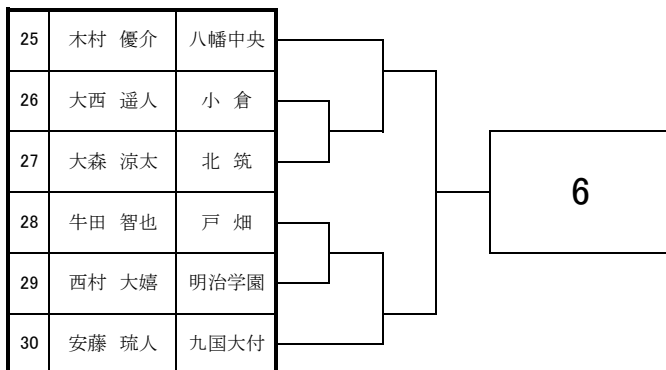 25 木村 優介 八幡中央
26 大西 遥人 小 倉
27 大森 涼太 北 筑
28 牛田 智也 戸 畑
29 西村 大嬉 明治学園
30 安藤 琉人 九国大付
6